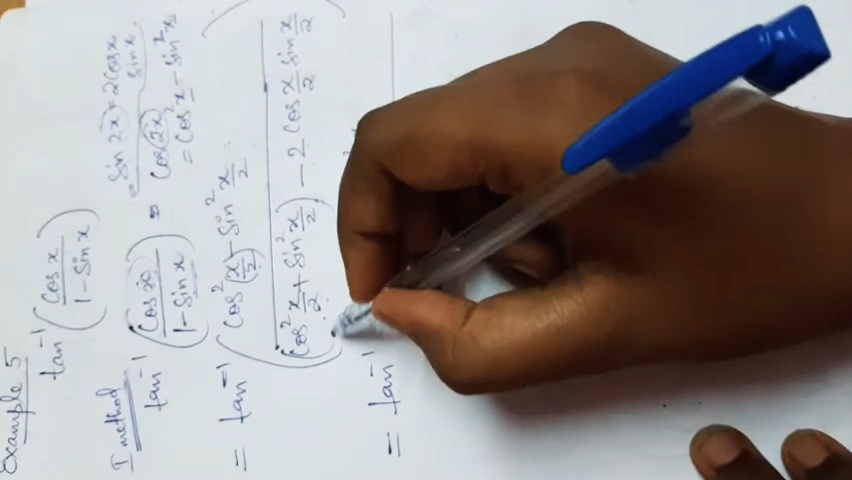 Example 5
tan⁻¹ (cos x / 1 - sin x)
I method
tan⁻¹ (cos x / 1 - sin x)
sin 2x = 2 cos x sin x
cos 2x = cos² x - sin² x
= tan⁻¹ (cos² (x/2) - sin² x/2 / (cos² x/2 + sin² x/2) - 2 cos x/2 sin x/2)
= tan⁻¹